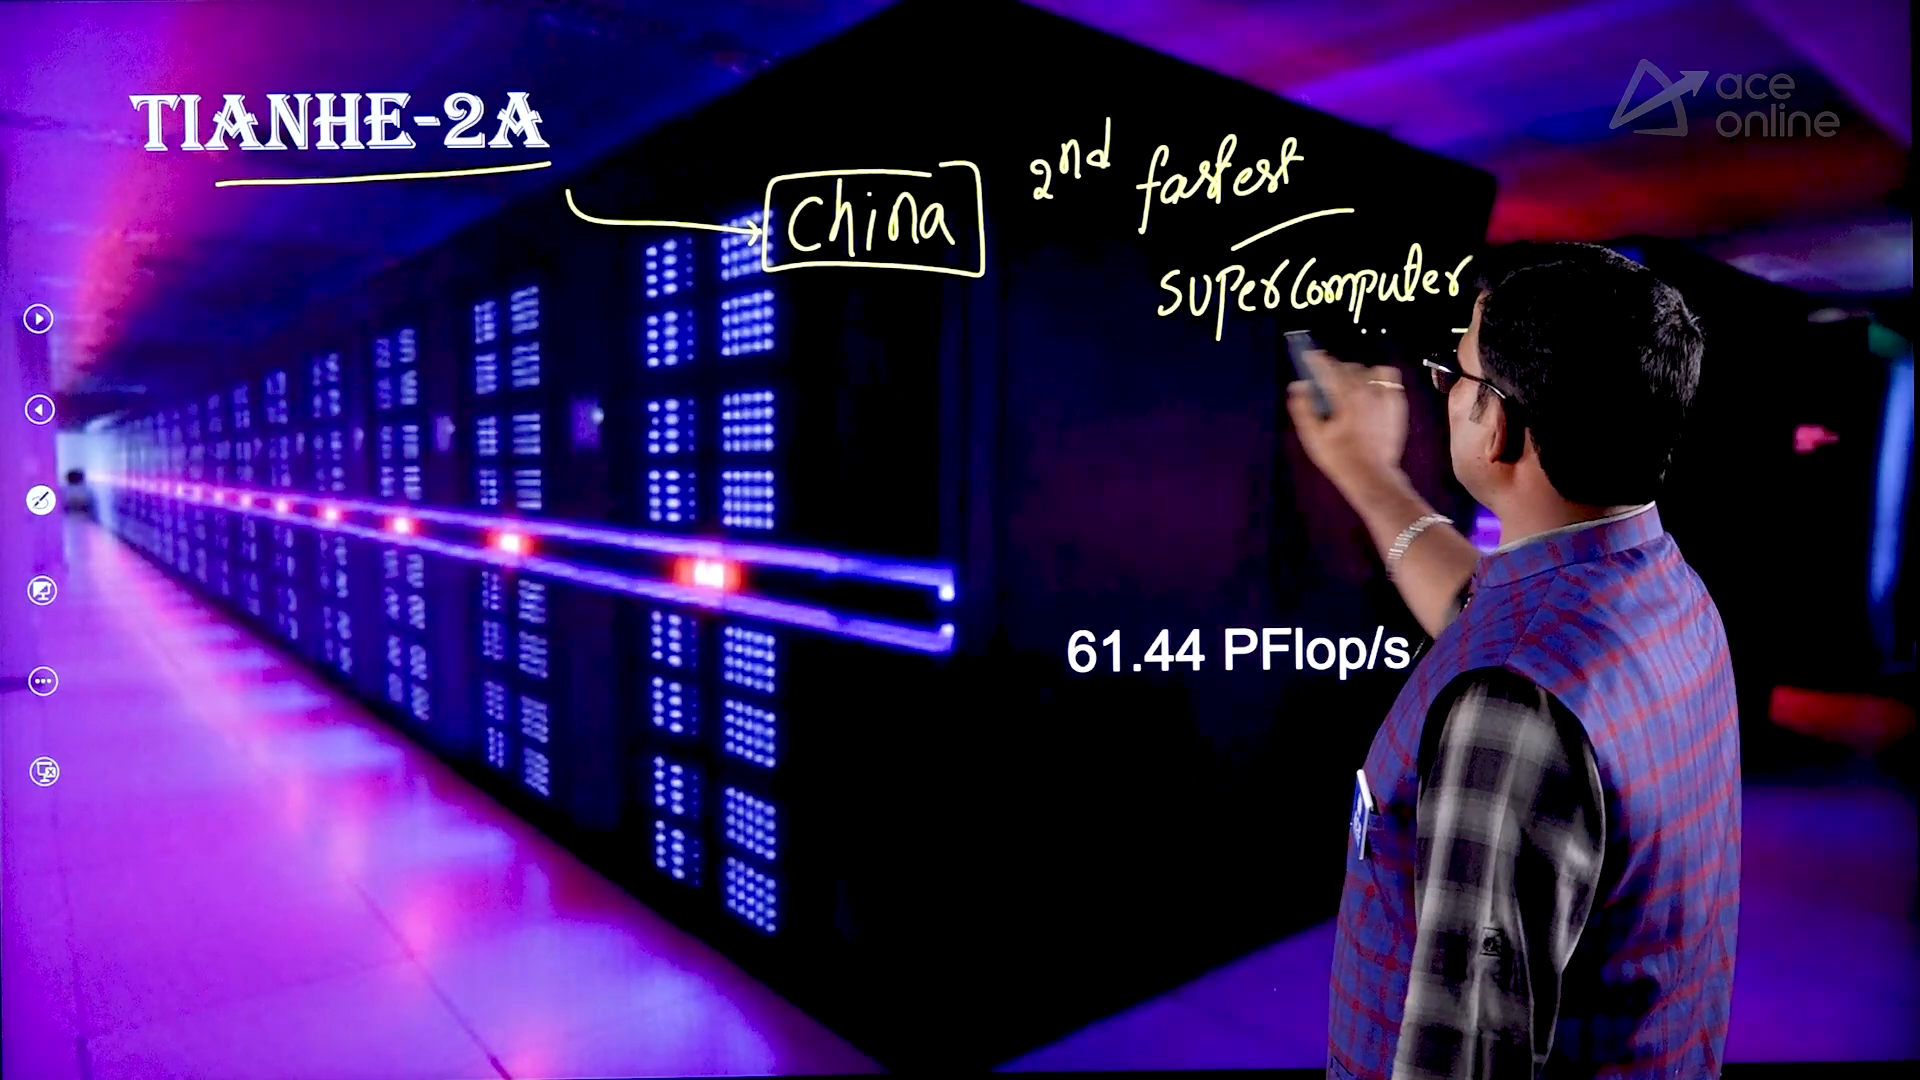 TIANHE-2A
ace
online
China
2nd fastest
supercomputer
61.44 PFlop/s